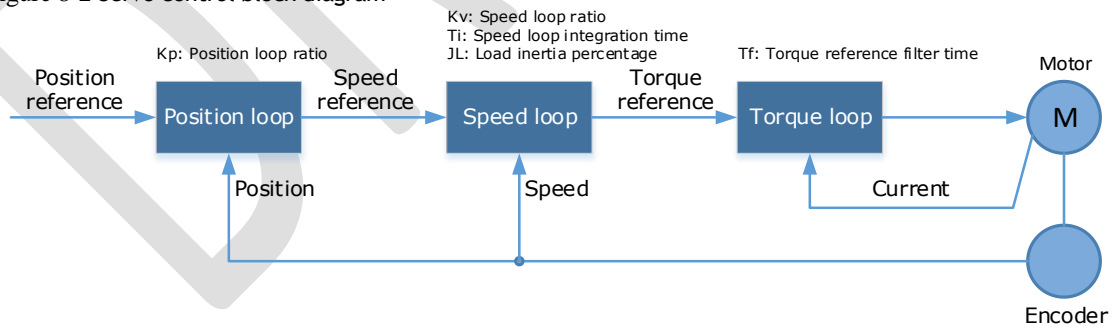 Figure 8-2 Servo control block diagram
Kv: Speed loop ratio
Ti: Speed loop integration time
Kp: Position loop ratio
JL: Load inertia percentage
Tf: Torque reference filter time
Motor
Position
reference
Speed
reference
Torque
reference
Position loop
Speed loop
Torque loop
M
Position
Speed
Current
Encoder